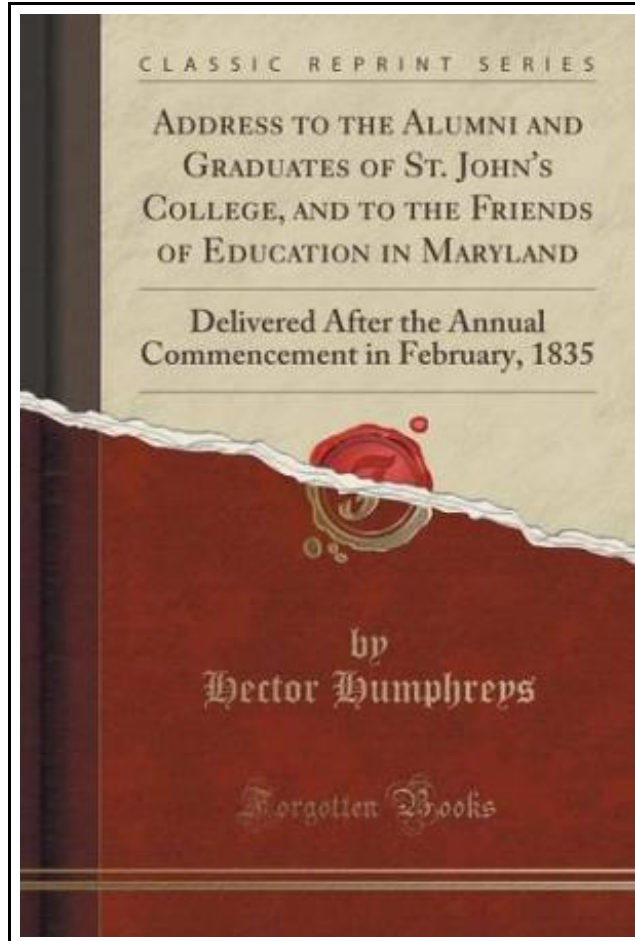 CLASSIC REPRINT SERIES
ADDRESS TO THE ALUMNI AND
GRADUATES OF ST. JOHN'S
COLLEGE, AND TO THE FRIENDS
OF EDUCATION IN MARYLAND
Delivered After the Annual
Commencement in February, 1835
by
Hector Humphreys
Forgotten Books